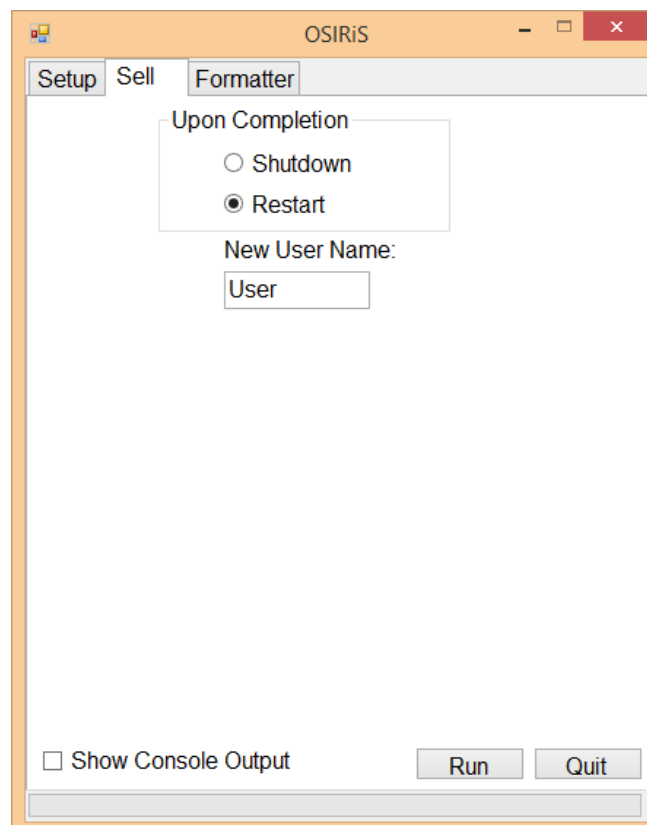 OSIRiS
Setup Sell Formatter
Upon Completion
Shutdown
Restart
New User Name:
User
Show Console Output Run Quit